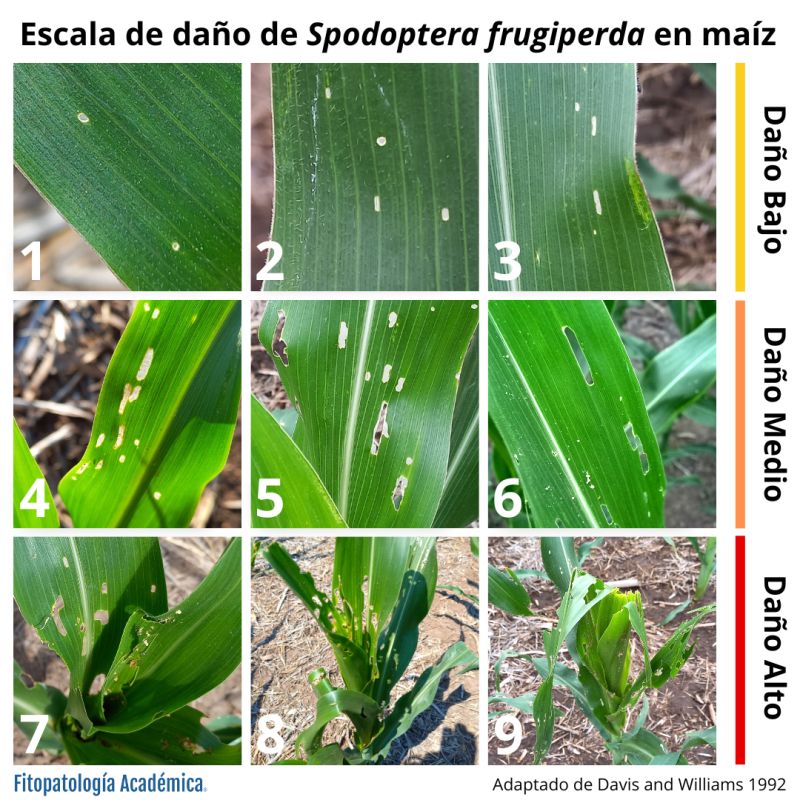 Escala de daño de Spodoptera frugiperda en maíz
1
2
3
Daño Bajo
4
5
6
Daño Medio
7
8
9
Daño Alto
Fitopatología Académica
Adaptado de Davis and Williams 1992